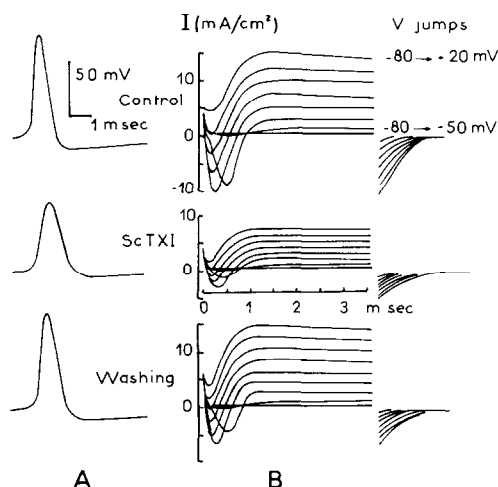 I (mA/cm²)
V jumps
50 mV
1 msec
10
Control
0
-10
-80 → -20 mV
-80 → -50 mV
ScTXI
10
0
0 1 2 3 m sec
Washing
10
0
A
B